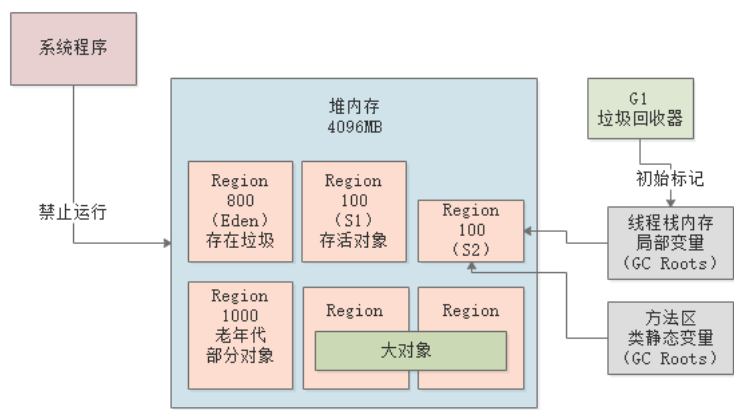 系统程序
禁止运行
堆内存
4096MB
Region
800
(Eden)
存在垃圾
Region
100
(S1)
存活对象
Region
100
(S2)
Region
1000
老年代
部分对象
Region
Region
大对象
G1
垃圾回收器
初始标记
线程栈内存
局部变量
(GC Roots)
方法区
类静态变量
(GC Roots)